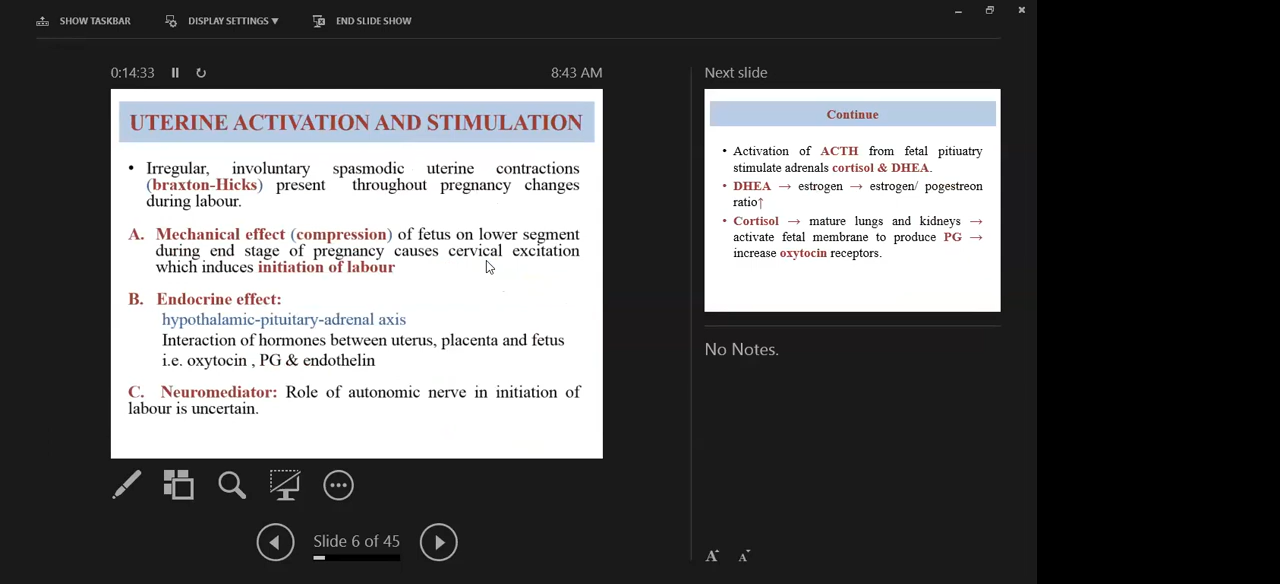 SHOW TASKBAR
DISPLAY SETTINGS ▼
END SLIDE SHOW
0:14:33
8:43 AM
UTERINE ACTIVATION AND STIMULATION
• Irregular, involuntary spasmodic uterine contractions
(braxton-Hicks) present throughout pregnancy changes
during labour.
A. Mechanical effect (compression) of fetus on lower segment
during end stage of pregnancy causes cervical excitation
which induces initiation of labour
B. Endocrine effect:
hypothalamic-pituitary-adrenal axis
Interaction of hormones between uterus, placenta and fetus
i.e. oxytocin , PG & endothelin
C. Neuromediator: Role of autonomic nerve in initiation of
labour is uncertain.
Slide 6 of 45
Next slide
Continue
• Activation of ACTH from fetal pitiuatry
stimulate adrenals cortisol & DHEA.
• DHEA → estrogen → estrogen/ pogestreon
ratio↑
• Cortisol → mature lungs and kidneys →
activate fetal membrane to produce PG →
increase oxytocin receptors.
No Notes.
A A